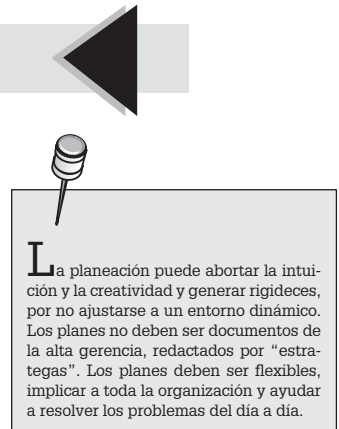 La planeación puede abortar la intui-
ción y la creatividad y generar rigideces,
por no ajustarse a un entorno dinámico.
Los planes no deben ser documentos de
la alta gerencia, redactados por “estra-
tegas”. Los planes deben ser flexibles,
implicar a toda la organización y ayudar
a resolver los problemas del día a día.